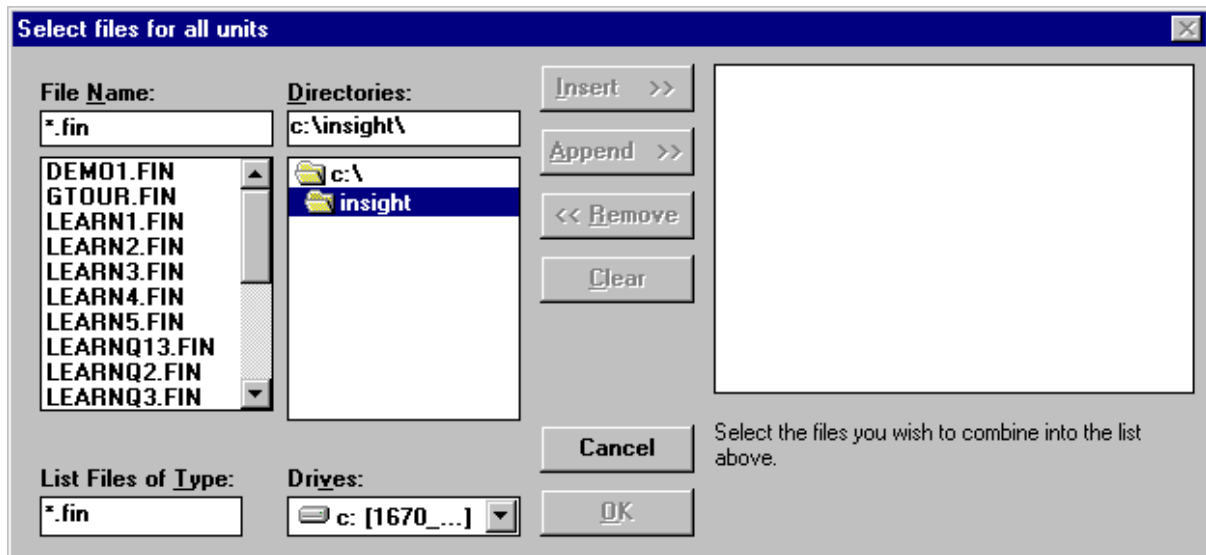 Select files for all units
File Name:
*.fin
DEMO1.FIN
GTOUR.FIN
LEARN1.FIN
LEARN2.FIN
LEARN3.FIN
LEARN4.FIN
LEARN5.FIN
LEARNQ13.FIN
LEARNQ2.FIN
LEARNQ3.FIN
List Files of Type:
*.fin
Directories:
c:\insight\
c:\
insight
Drives:
c: [1670_...]
Insert >>
Append >>
<< Remove
Clear
Cancel
OK
Select the files you wish to combine into the list
above.